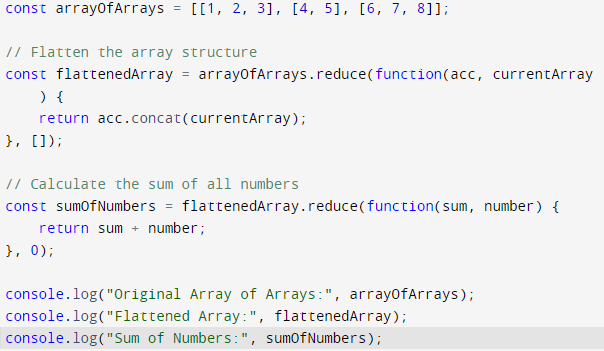 const arrayOfArrays = [[1, 2, 3], [4, 5], [6, 7, 8]];
// Flatten the array structure
const flattenedArray = arrayOfArrays.reduce(function(acc, currentArray
    ) {
    return acc.concat(currentArray);
}, []);
// Calculate the sum of all numbers
const sumOfNumbers = flattenedArray.reduce(function(sum, number) {
    return sum + number;
}, 0);
console.log("Original Array of Arrays:", arrayOfArrays);
console.log("Flattened Array:", flattenedArray);
console.log("Sum of Numbers:", sumOfNumbers);